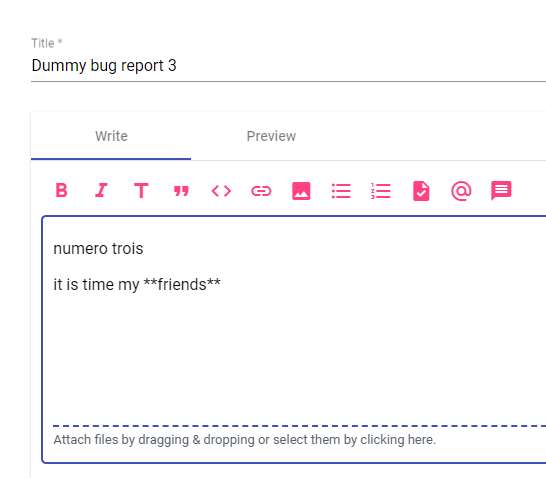 Title *
Dummy bug report 3
Write Preview
numero trois
it is time my **friends**
Attach files by dragging & dropping or select them by clicking here.